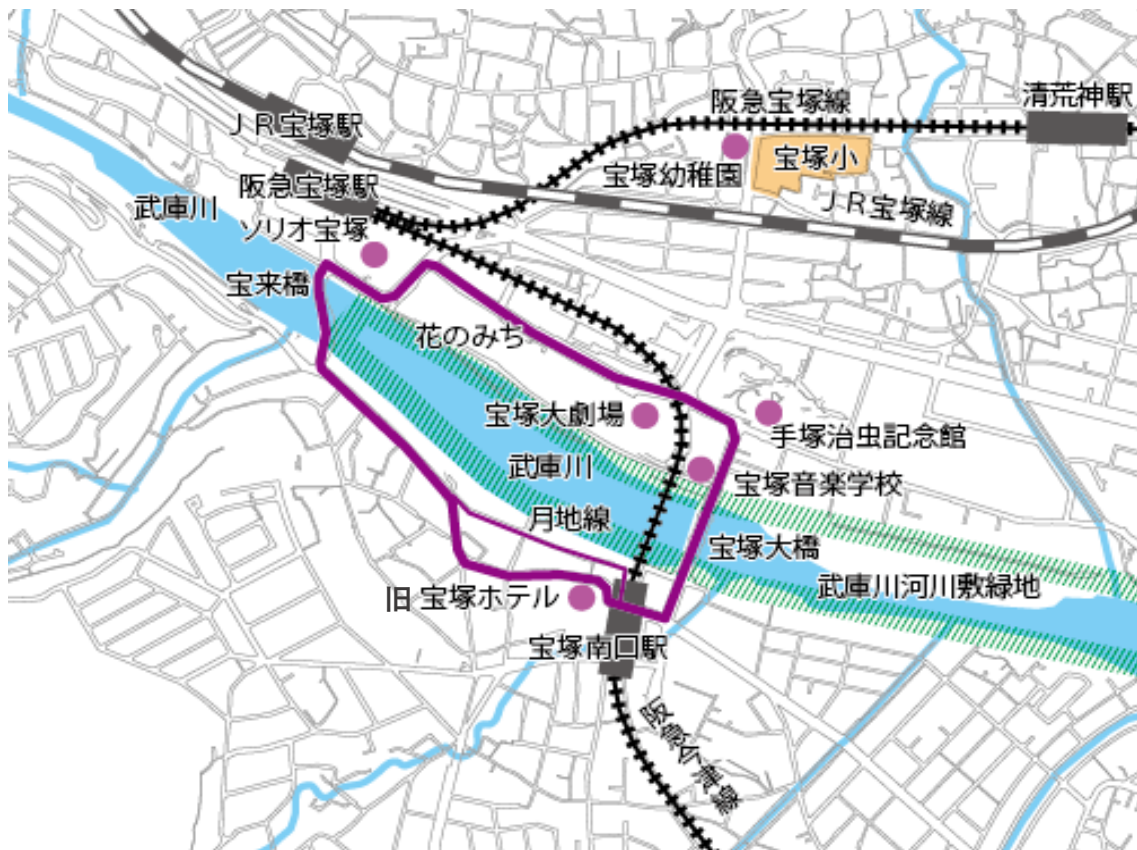 阪急宝塚線
清荒神駅
JR宝塚駅
宝塚小
宝塚幼稚園
阪急宝塚駅
武庫川
JR宝塚線
ソリオ宝塚
宝来橋
花のみち
宝塚大劇場
手塚治虫記念館
武庫川
宝塚音楽学校
月地線
宝塚大橋
武庫川河川敷緑地
旧 宝塚ホテル
宝塚南口駅
阪急今津線